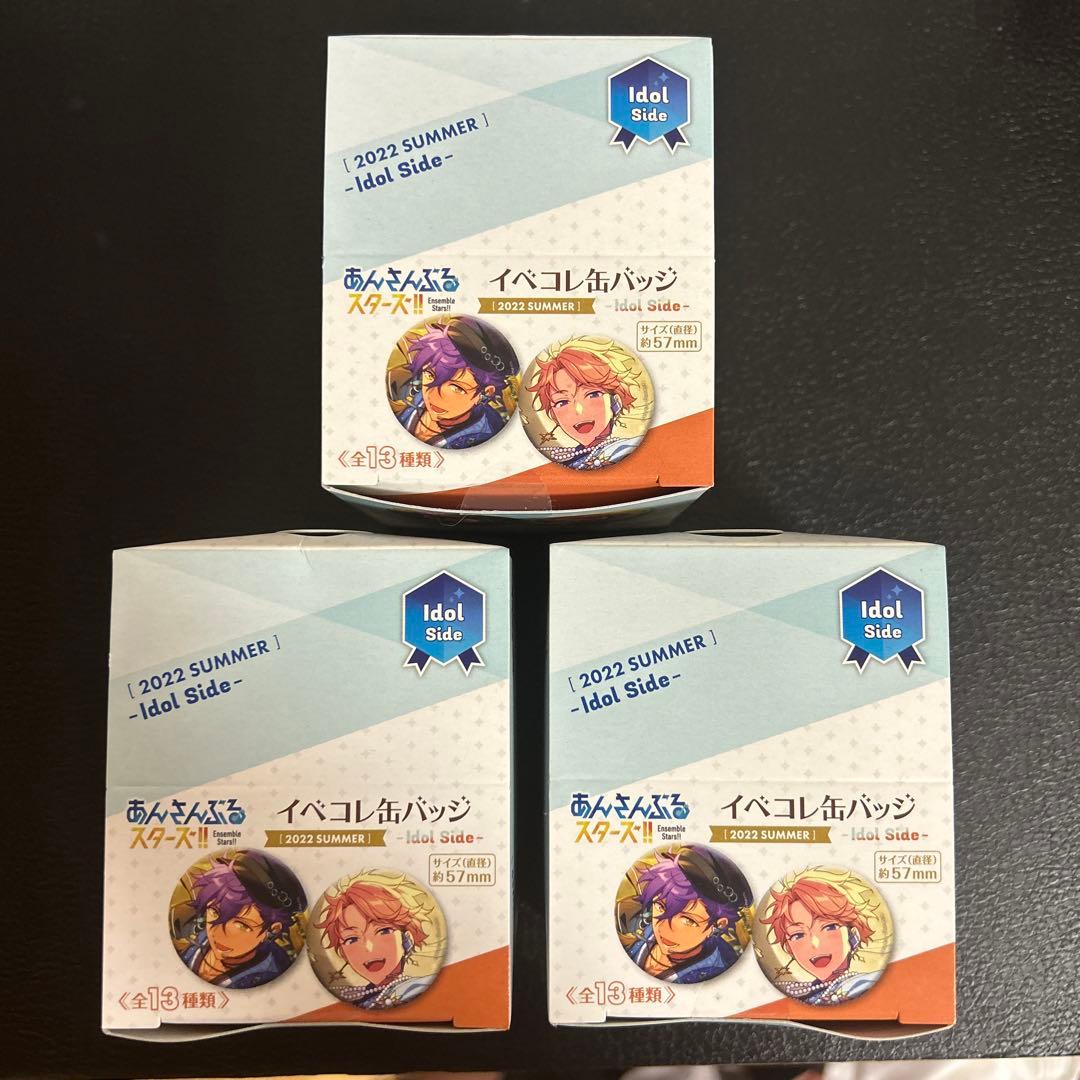 Idol
Side
[ 2022 SUMMER ]
-Idol Side-
あんさんぶる
スターズ!!
Ensemble
Stars!!
イベコレ缶バッジ
[ 2022 SUMMER ]
-Idol Side-
サイズ(直径)
約57mm
《全13種類》
Idol
Side
[ 2022 SUMMER ]
-Idol Side-
あんさんぶる
スターズ!!
Ensemble
Stars!!
イベコレ缶バッジ
[ 2022 SUMMER ]
-Idol Side-
サイズ(直径)
約57mm
《全13種類》
Idol
Side
[ 2022 SUMMER ]
-Idol Side-
あんさんぶる
スターズ!!
Ensemble
Stars!!
イベコレ缶バッジ
[ 2022 SUMMER ]
-Idol Side-
サイズ(直径)
約57mm
《全13種類》